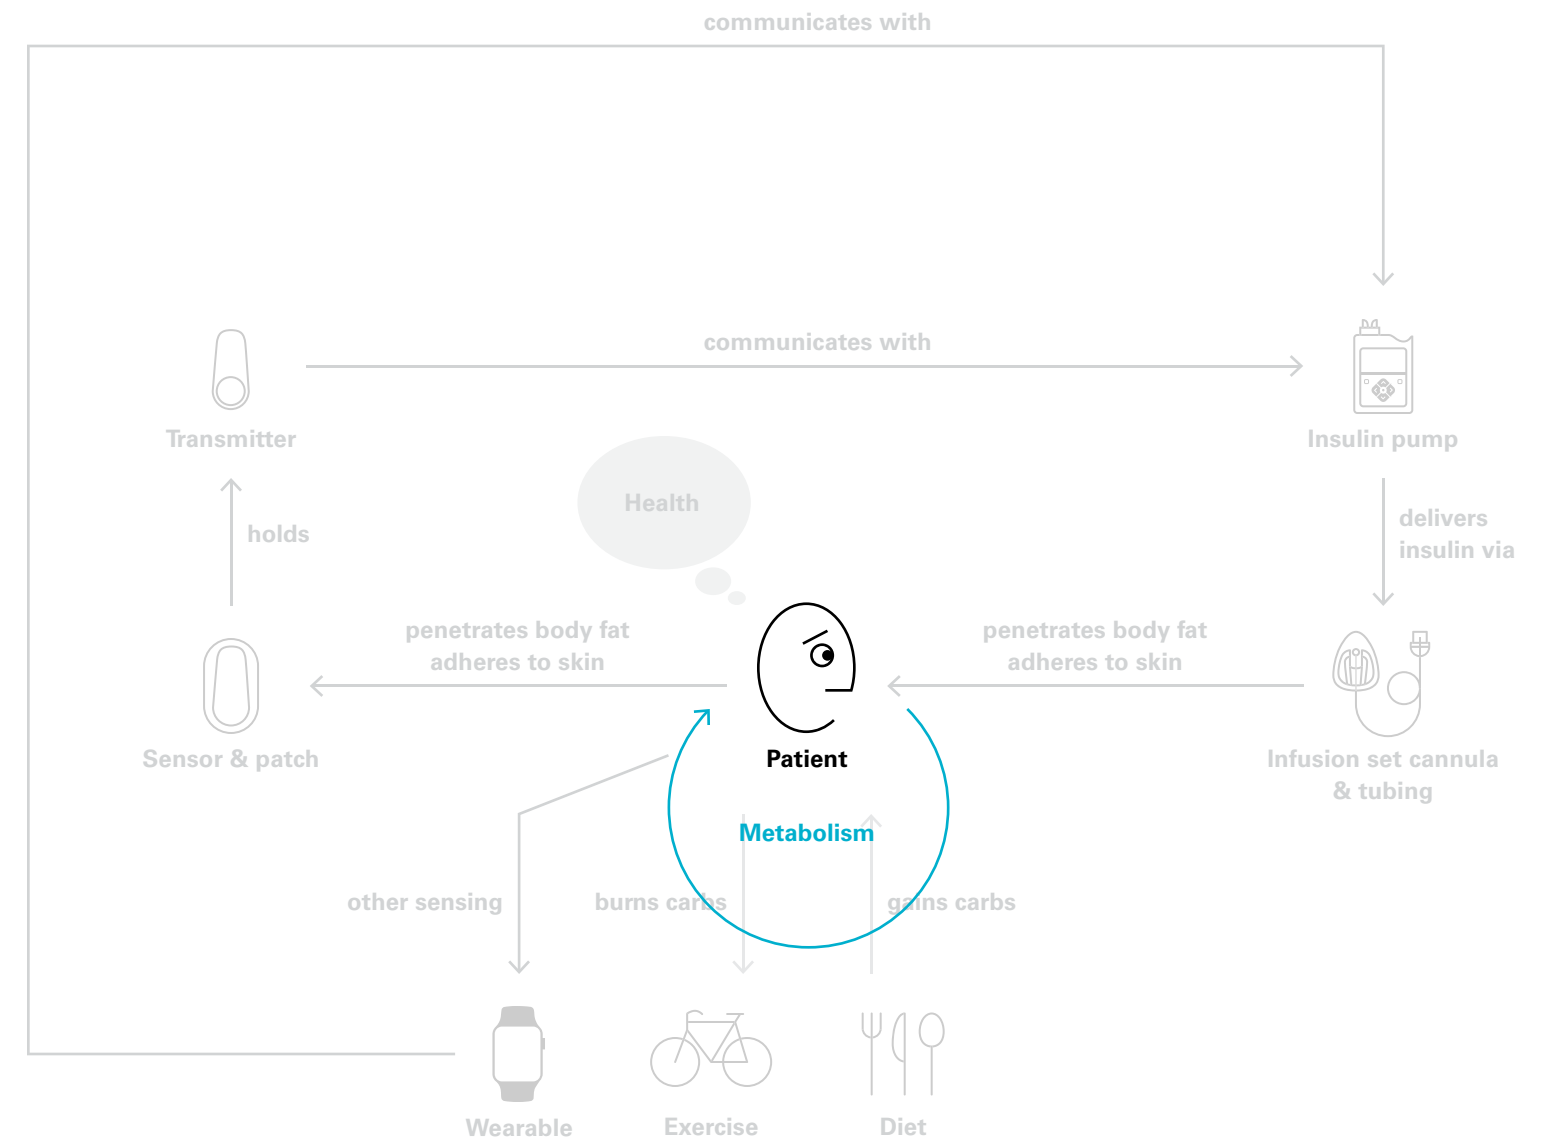 communicates with
communicates with
Transmitter
Insulin pump
Health
delivers
insulin via
holds
penetrates body fat
adheres to skin
penetrates body fat
adheres to skin
Sensor & patch
Patient
Infusion set cannula
& tubing
Metabolism
other sensing
burns carbs
gains carbs
Wearable
Exercise
Diet